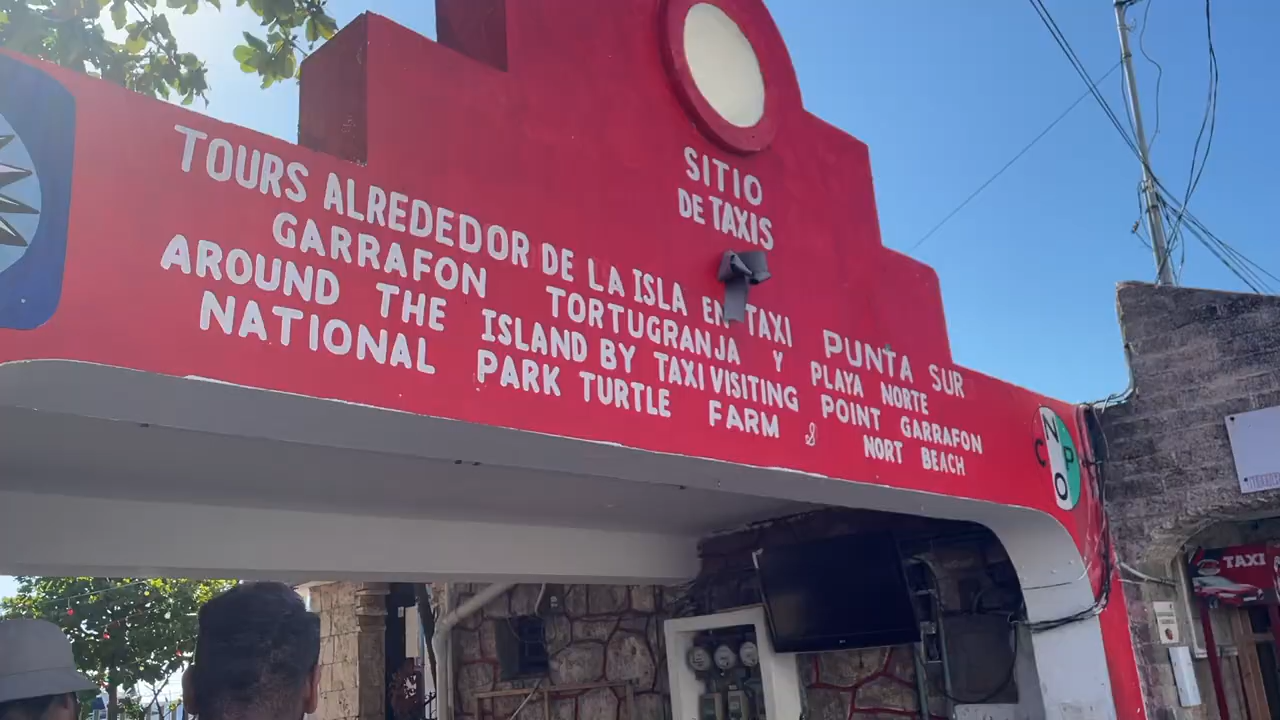 SITIO
DE TAXIS
TOURS ALREDEDOR DE LA ISLA EN TAXI PUNTA SUR
GARRAFON TORTUGRANJA Y PLAYA NORTE
AROUND THE ISLAND BY TAXI VISITING POINT GARRAFON
NATIONAL PARK TURTLE FARM & NORT BEACH
N
C P
O
TAXI